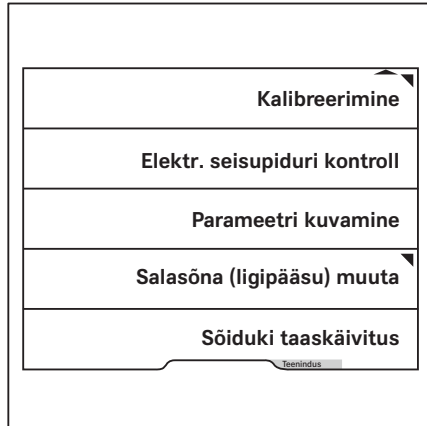 Kalibreerimine
Elektr. seisupiduri kontroll
Parameetri kuvamine
Salasõna (ligipääsu) muuta
Sõiduki taaskäivitus
Teenindus